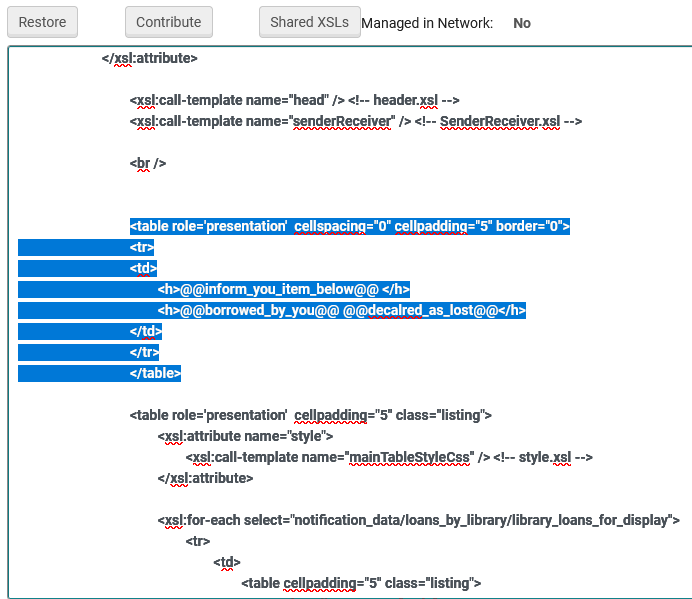 Restore Contribute Shared XSLs Managed in Network: No
</xsl:attribute>
<xsl:call-template name="head" /> <!-- header.xsl -->
<xsl:call-template name="senderReceiver" /> <!-- SenderReceiver.xsl -->
<br />
<table role='presentation'  cellspacing="0" cellpadding="5" border="0">
<tr>
<td>
<h>@@inform_you_item_below@@ </h>
<h>@@borrowed_by_you@@ @@decalred_as_lost@@</h>
</td>
</tr>
</table>
<table role='presentation'  cellpadding="5" class="listing">
<xsl:attribute name="style">
<xsl:call-template name="mainTableStyleCss" /> <!-- style.xsl -->
</xsl:attribute>
<xsl:for-each select="notification_data/loans_by_library/library_loans_for_display">
<tr>
<td>
<table cellpadding="5" class="listing">